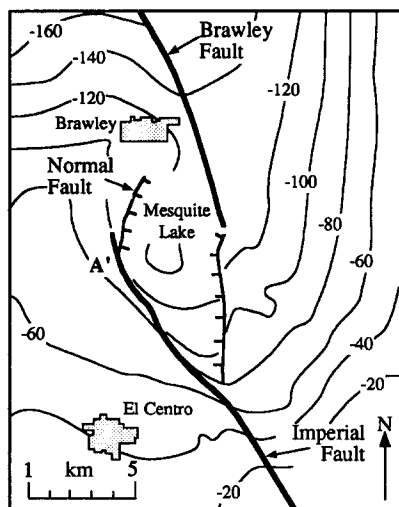 -160
Brawley
Fault
-140
-120
-120
Brawley
Normal
Fault
Mesquite
Lake
-100
-80
A'
-60
-60
-40
-20
El Centro
Imperial
Fault
N
1 km 5
-20